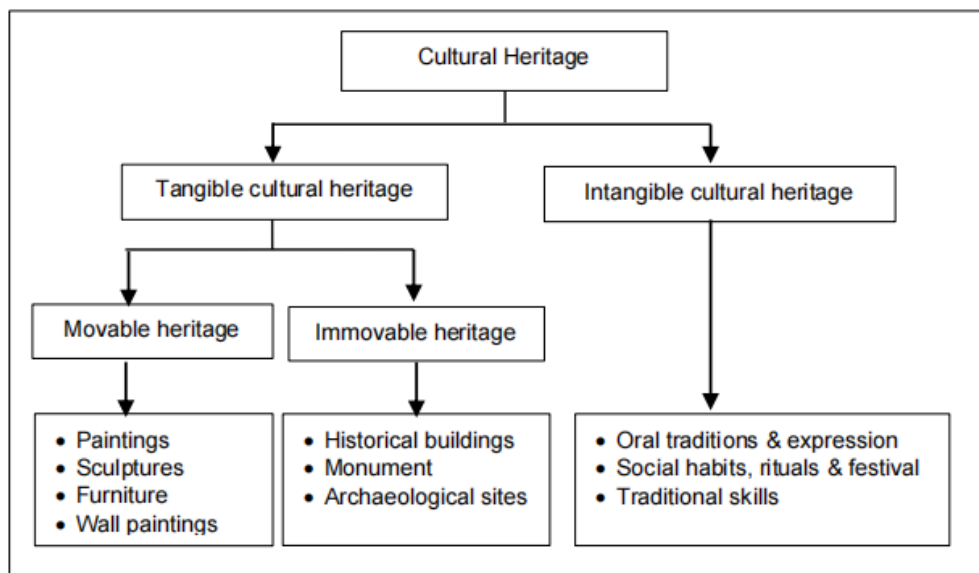 Cultural Heritage
Tangible cultural heritage
Intangible cultural heritage
Movable heritage
Immovable heritage
• Paintings
• Sculptures
• Furniture
• Wall paintings
• Historical buildings
• Monument
• Archaeological sites
• Oral traditions & expression
• Social habits, rituals & festival
• Traditional skills